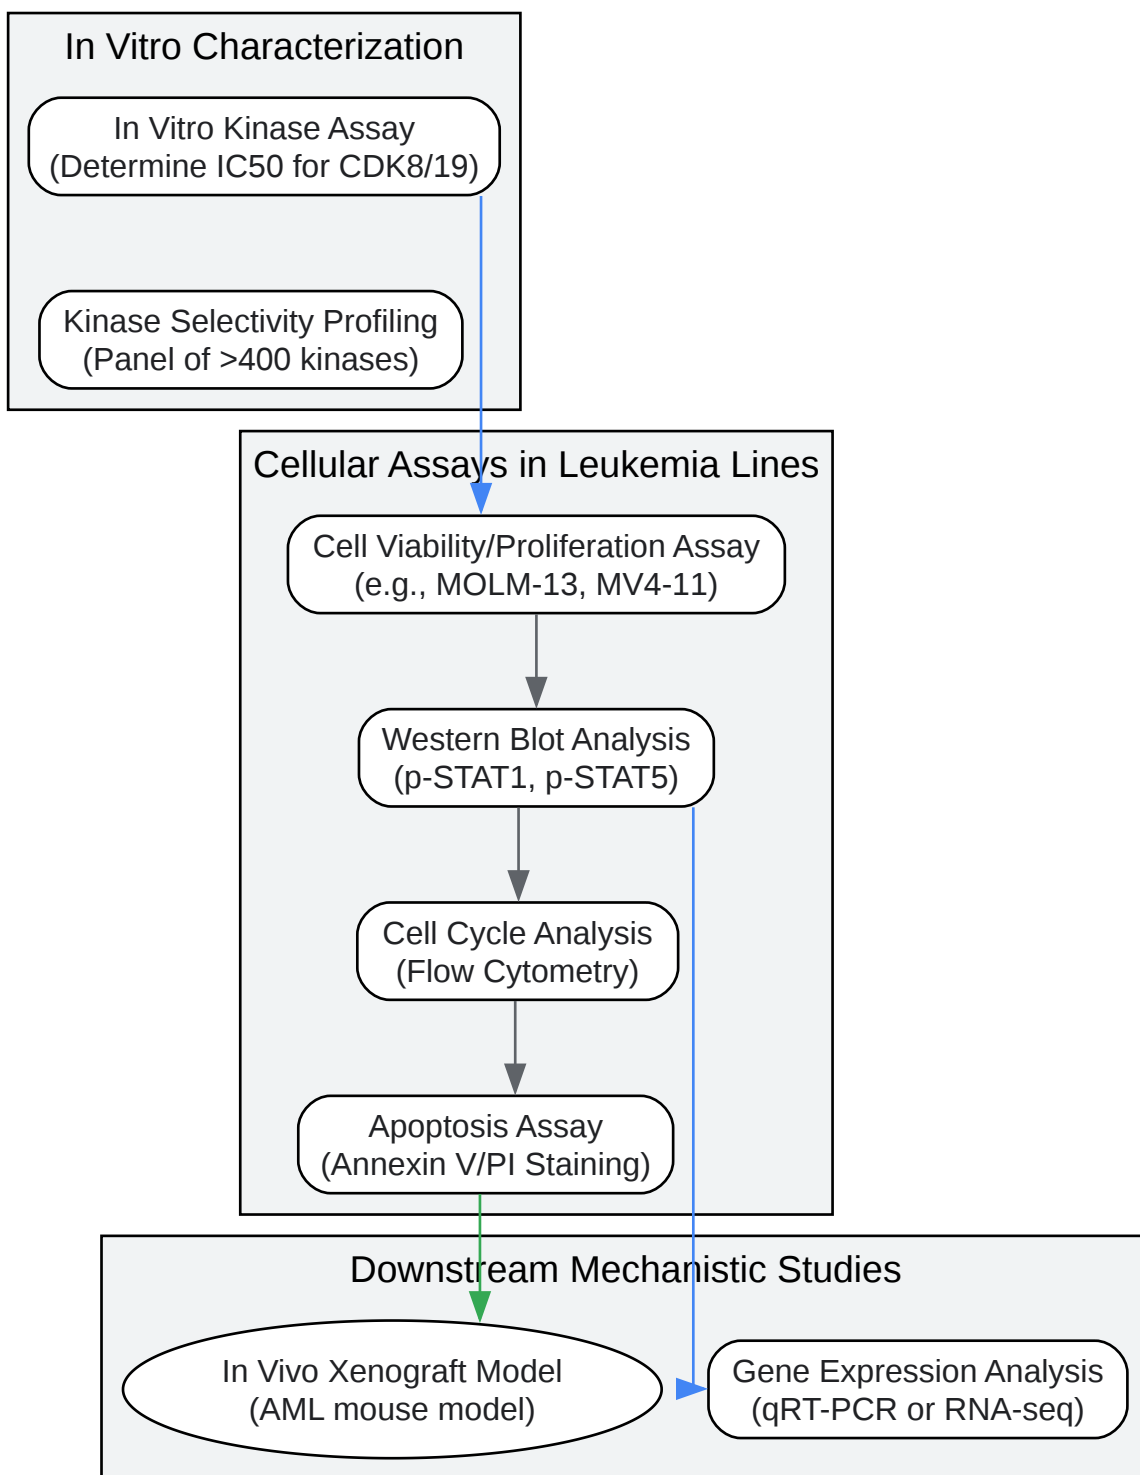 In Vitro Characterization
In Vitro Kinase Assay
(Determine IC50 for CDK8/19)
Kinase Selectivity Profiling
(Panel of >400 kinases)
Cellular Assays in Leukemia Lines
Cell Viability/Proliferation Assay
(e.g., MOLM-13, MV4-11)
Western Blot Analysis
(p-STAT1, p-STAT5)
Cell Cycle Analysis
(Flow Cytometry)
Apoptosis Assay
(Annexin V/PI Staining)
Downstream Mechanistic Studies
In Vivo Xenograft Model
(AML mouse model)
Gene Expression Analysis
(qRT-PCR or RNA-seq)